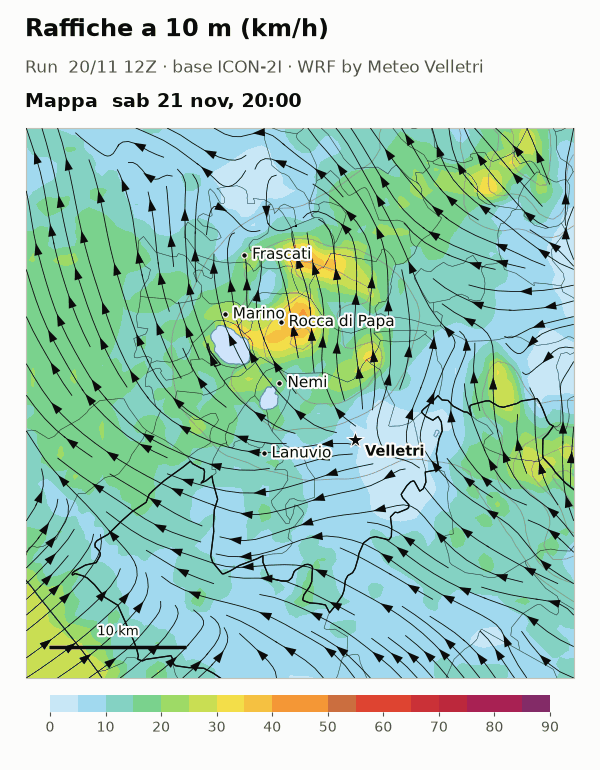 Raffiche a 10 m (km/h)
Run  20/11 12Z · base ICON-2I · WRF by Meteo Velletri
Mappa  sab 21 nov, 20:00
Frascati
Marino
Rocca di Papa
Nemi
Velletri
Lanuvio
10 km
0 10 20 30 40 50 60 70 80 90